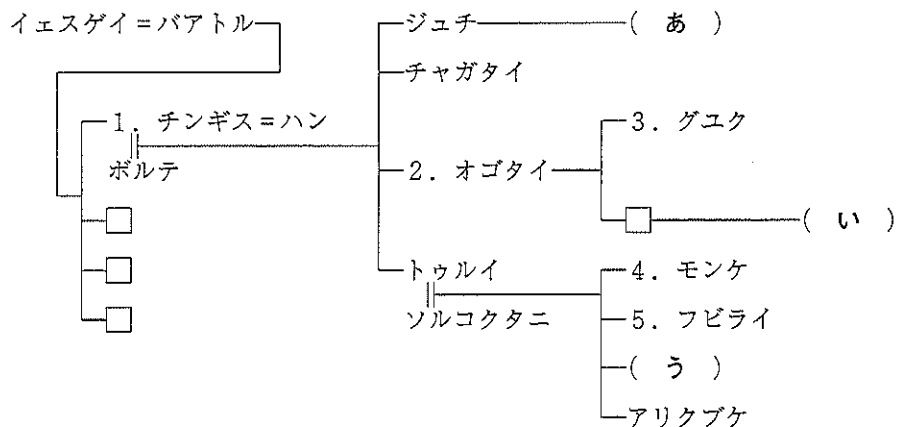 イェスゲイ＝バアトル
ジュチ
（　あ　）
チャガタイ
1．チンギス＝ハン
3．グユク
ボルテ
2．オゴタイ
（　い　）
トゥルイ
4．モンケ
ソルコクタニ
5．フビライ
（　う　）
アリクブケ